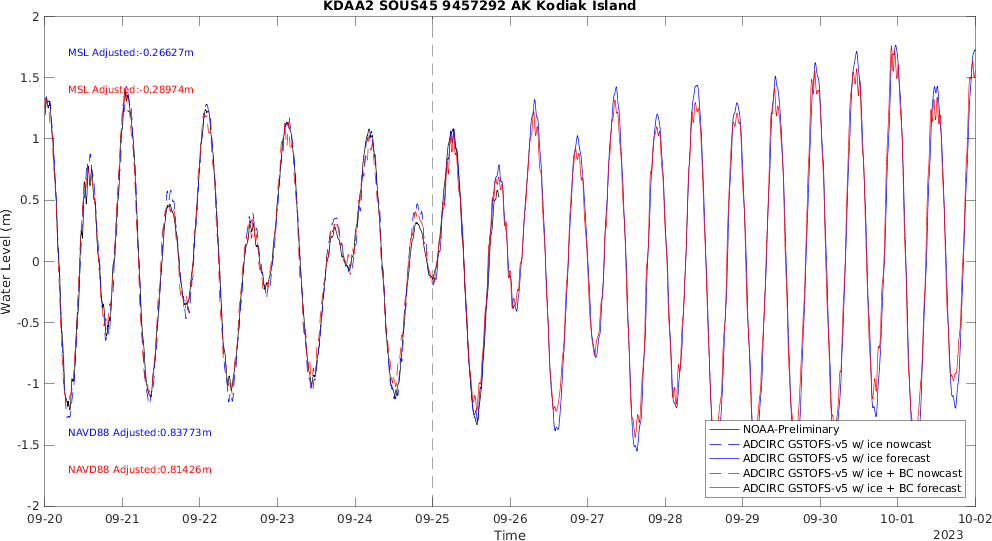 KDAA2 SOUS45 9457292 AK Kodiak Island
2
1.5
1
0.5
0
-0.5
-1
-1.5
-2
Water Level (m)
MSL Adjusted:-0.26627m
MSL Adjusted:-0.28974m
NAVD88 Adjusted:0.83773m
NAVD88 Adjusted:0.81426m
NOAA-Preliminary
ADCIRC GSTOFS-v5 w/ ice nowcast
ADCIRC GSTOFS-v5 w/ ice forecast
ADCIRC GSTOFS-v5 w/ ice + BC nowcast
ADCIRC GSTOFS-v5 w/ ice + BC forecast
09-20 09-21 09-22 09-23 09-24 09-25 09-26 09-27 09-28 09-29 09-30 10-01 10-02
Time
2023